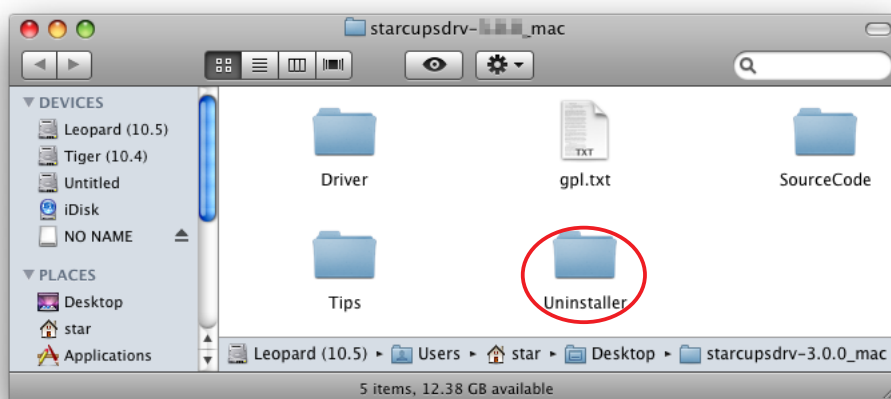 starcupsdrv- _mac
DEVICES
Leopard (10.5)
Tiger (10.4)
Untitled
iDisk
NO NAME
PLACES
Desktop
star
Applications
TXT
Driver
gpl.txt
SourceCode
Tips
Uninstaller
Leopard (10.5) ▸ Users ▸ star ▸ Desktop ▸ starcupsdrv-3.0.0_mac
5 items, 12.38 GB available